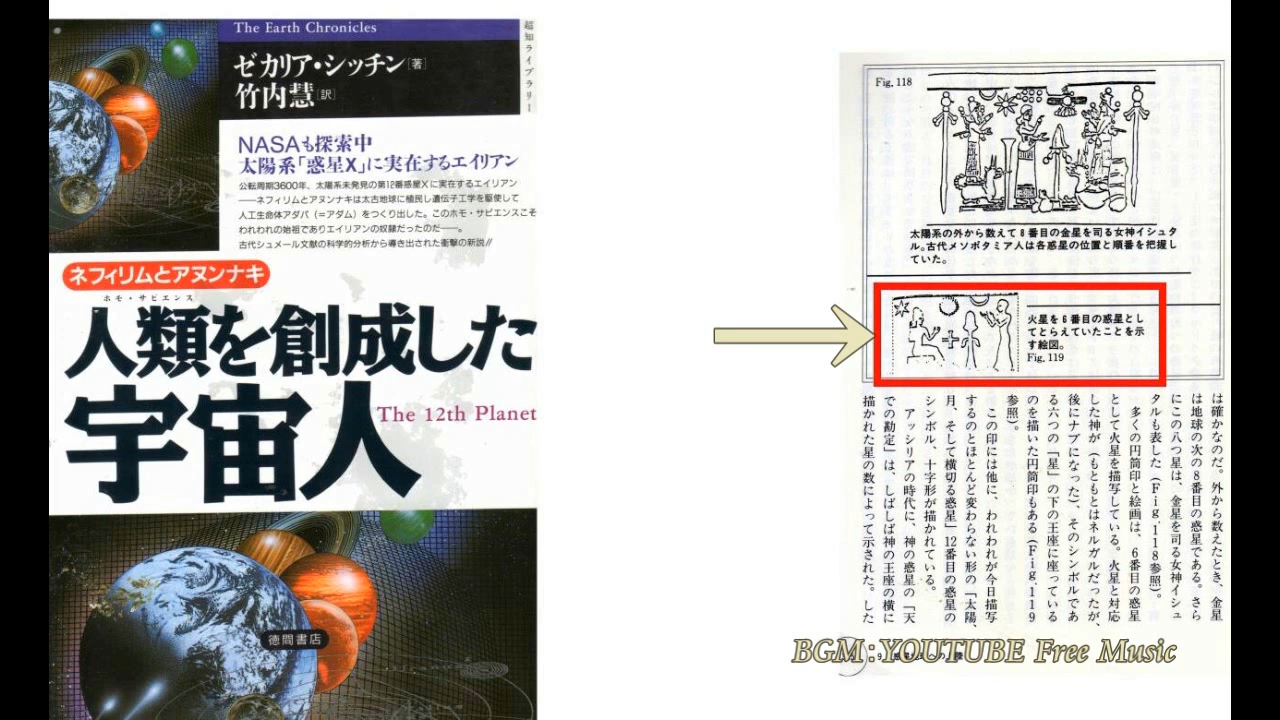 The Earth Chronicles
超知ライブラリー
ゼカリア・シッチン[著]
竹内慧[訳]
NASAも探索中
太陽系「惑星X」に実在するエイリアン
公転周期3600年、太陽系未発見の第12番惑星Xに実在するエイリアン
──ネフィリムとアヌンナキは太古地球に植民し遺伝子工学を駆使して
人工生命体アダパ(=アダム)をつくり出した。このホモ・サピエンスこそ
われわれの始祖でありエイリアンの奴隷だったのだ──。
古代シュメール文献の科学的分析から導き出された衝撃の新説//
ネフィリムとアヌンナキ
ホモ・サピエンス
人類を創成した
宇宙人
The 12th Planet
徳間書店
Fig. 118
太陽系の外から数えて8番目の金星を司る女神イシュタ
ル。古代メソポタミア人は各惑星の位置と順番を把握し
ていた。
火星を6番目の惑星とし
てとらえていたことを示
す絵図。
Fig. 119
は確かなのだ。外から数えたとき、金星
は地球の次の8番目の惑星である。さら
にこの八つ星は、金星を司る女神イシュ
タルも表した(Fig.118参照)。
多くの円筒印と絵画は、6番目の惑星
として火星を描写している。火星と対応
した神が(もともとはネルガルだったが、
後にナブになった)、そのシンボルであ
る六つの「星」の下の王座に座っている
のを描いた円筒印もある(Fig.119
参照)。
この印には他に、われわれが今日描写
するのとほとんど変わらない形の「太陽、
月、そして横切る惑星」12番目の惑星の
シンボル、十字形が描かれている。
アッシリアの時代に、神の惑星の「天
での勘定」は、しばしば神の王座の横に
描かれた星の数によって示された。した
BGM : YOUTUBE Free Music